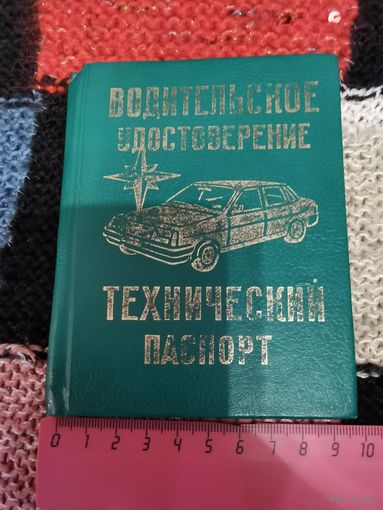 ВОДИТЕЛЬСКОЕ
УДОСТОВЕРЕНИЕ
ТЕХНИЧЕСКИЙ
ПАСПОРТ
0 1 2 3 4 5 6 7 8 9 10